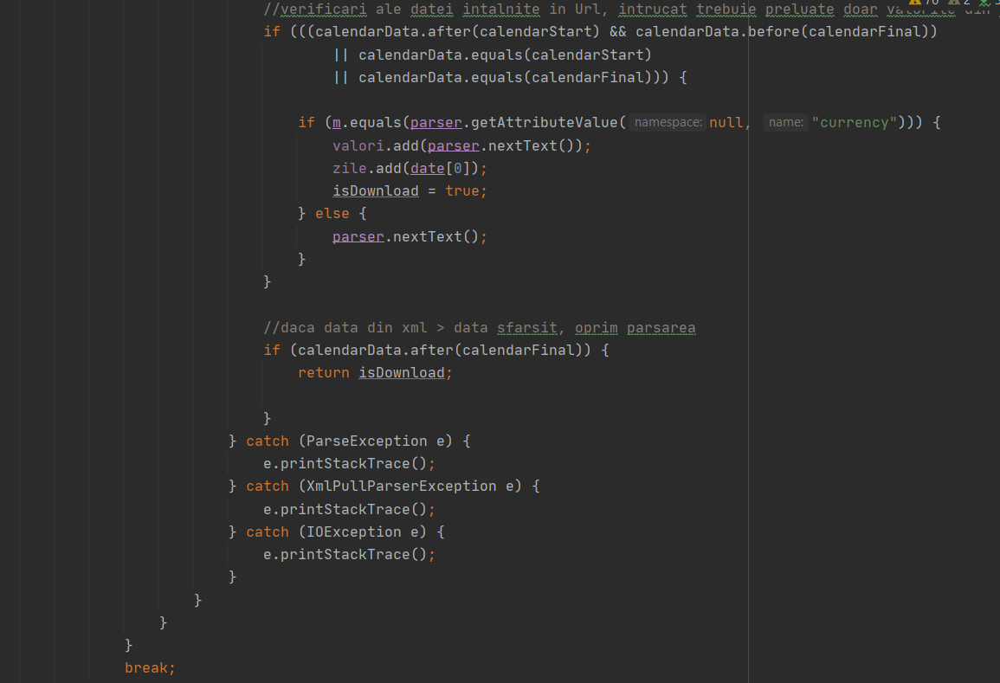 //verificari ale datei intalnite in Url, intrucat trebuie preluate doar valorile din
if (((calendarData.after(calendarStart) && calendarData.before(calendarFinal))
|| calendarData.equals(calendarStart)
|| calendarData.equals(calendarFinal))) {
if (m.equals(parser.getAttributeValue( namespace: null, name: "currency"))) {
valori.add(parser.nextText());
zile.add(date[0]);
isDownload = true;
} else {
parser.nextText();
}
}
//daca data din xml > data sfarsit, oprim parsarea
if (calendarData.after(calendarFinal)) {
return isDownload;
}
} catch (ParseException e) {
e.printStackTrace();
} catch (XmlPullParserException e) {
e.printStackTrace();
} catch (IOException e) {
e.printStackTrace();
}
}
}
}
break;